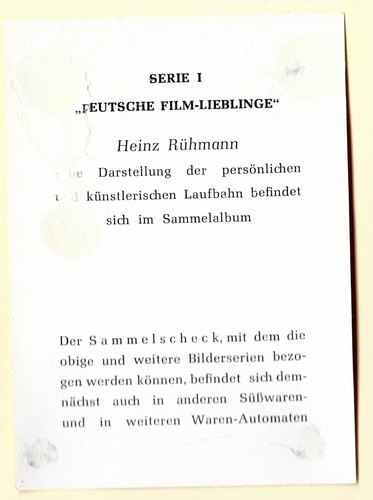 SERIE I
„DEUTSCHE FILM-LIEBLINGE“
Heinz Rühmann
Darstellung der persönlichen
und künstlerischen Laufbahn befindet
sich im Sammelalbum
Der Sammelscheck, mit dem die
obige und weitere Bilderserien bezo-
gen werden können, befindet sich dem-
nächst auch in anderen Süßwaren-
und in weiteren Waren-Automaten